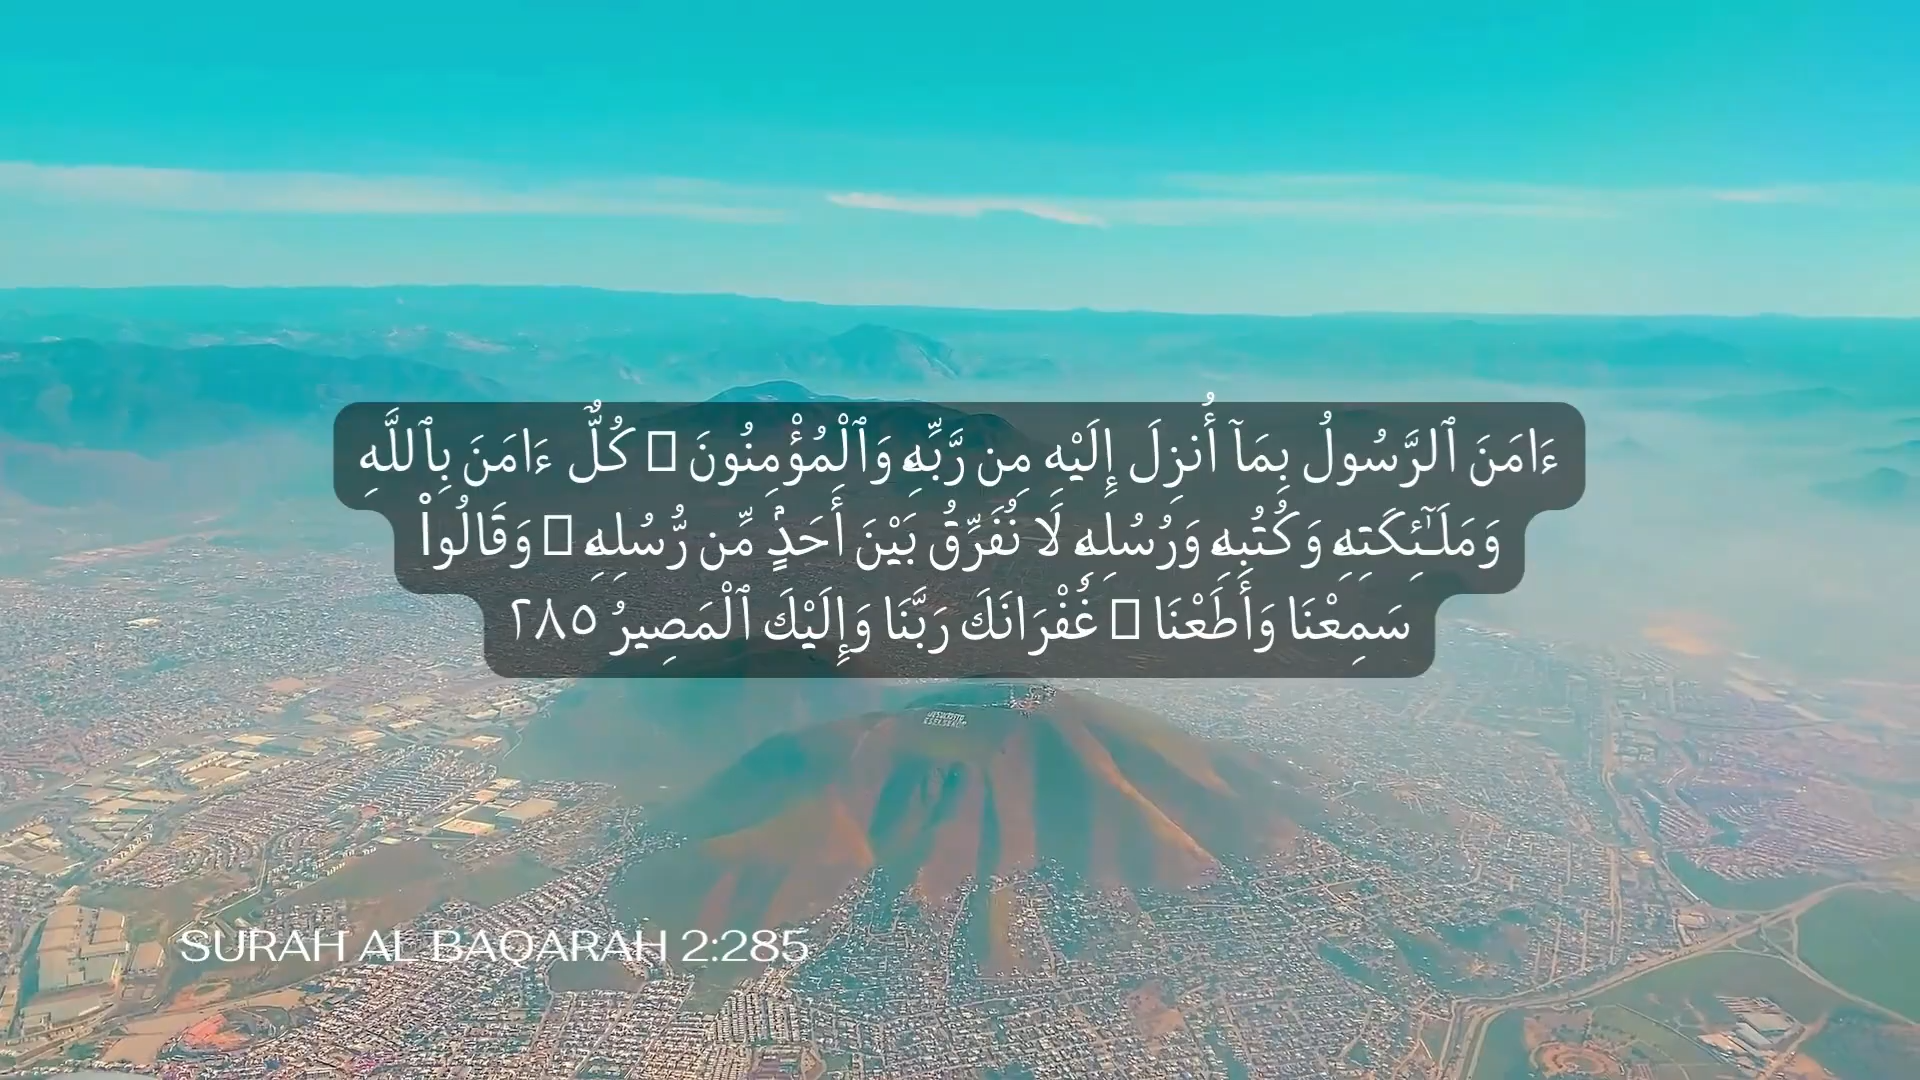 ءَامَنَ ٱلرَّسُولُ بِمَآ أُنزِلَ إِلَيْهِ مِن رَّبِّهِۦ وَٱلْمُؤْمِنُونَ ▯ كُلٌّ ءَامَنَ بِٱللَّهِ
وَمَلَـٰٓئِكَتِهِۦ وَكُتُبِهِۦ وَرُسُلِهِۦ لَا نُفَرِّقُ بَيْنَ أَحَدٍۢ مِّن رُّسُلِهِۦ ▯ وَقَالُوا۟
سَمِعْنَا وَأَطَعْنَا ▯ غُفْرَانَكَ رَبَّنَا وَإِلَيْكَ ٱلْمَصِيرُ ٢٨٥
SURAH AL BAQARAH 2:285